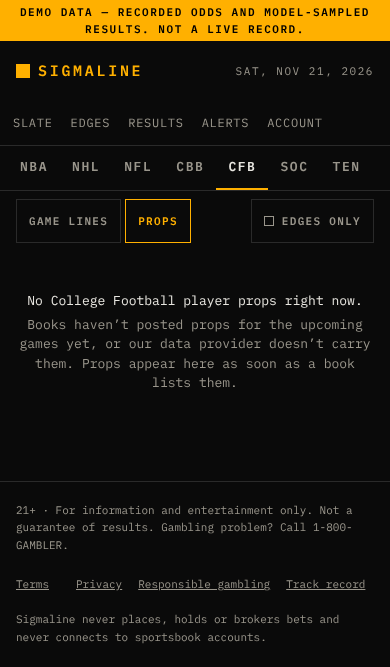 DEMO DATA — RECORDED ODDS AND MODEL-SAMPLED
RESULTS. NOT A LIVE RECORD.
SIGMALINE
SAT, NOV 21, 2026
SLATE EDGES RESULTS ALERTS ACCOUNT
NBA NHL NFL CBB CFB SOC TEN
GAME LINES PROPS EDGES ONLY
No College Football player props right now.
Books haven’t posted props for the upcoming
games yet, or our data provider doesn’t carry
them. Props appear here as soon as a book
lists them.
21+ · For information and entertainment only. Not a
guarantee of results. Gambling problem? Call 1-800-
GAMBLER.
Terms Privacy Responsible gambling Track record
Sigmaline never places, holds or brokers bets and
never connects to sportsbook accounts.